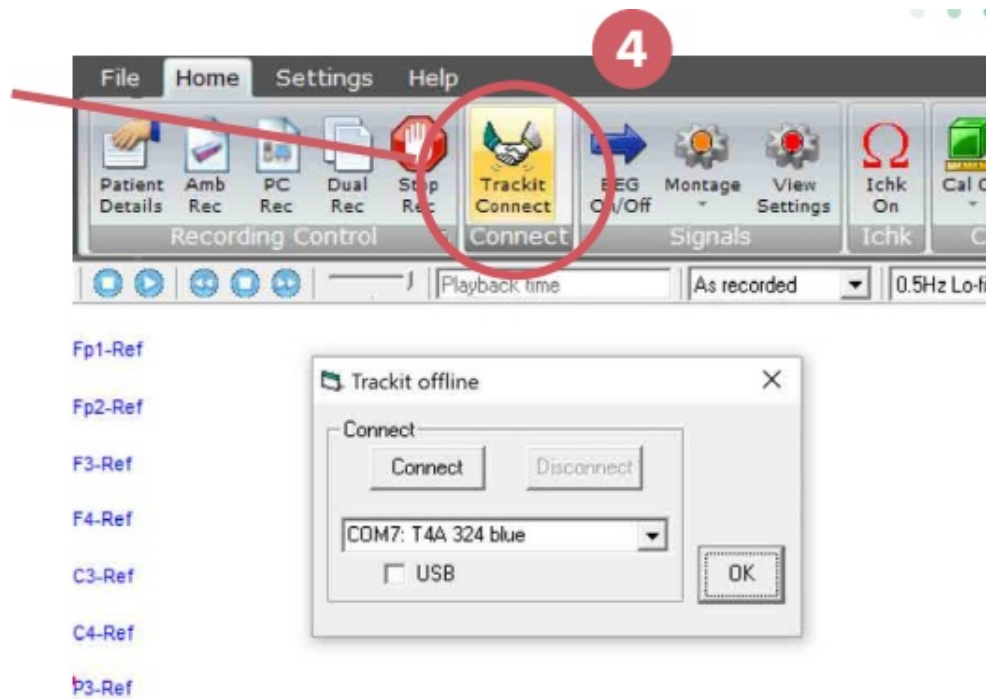 4
File Home Settings Help
Patient Details Amb Rec PC Rec Dual Rec Stop Rec Trackit Connect EEG On/Off Montage View Settings Ichk On Cal
Recording Control Connect Signals Ichk C
Playback time As recorded 0.5Hz Lo-fi
Fp1-Ref
Trackit offline
Fp2-Ref
Connect
F3-Ref
Connect Disconnect
F4-Ref
COM7: T4A 324 blue
C3-Ref
USB OK
C4-Ref
P3-Ref